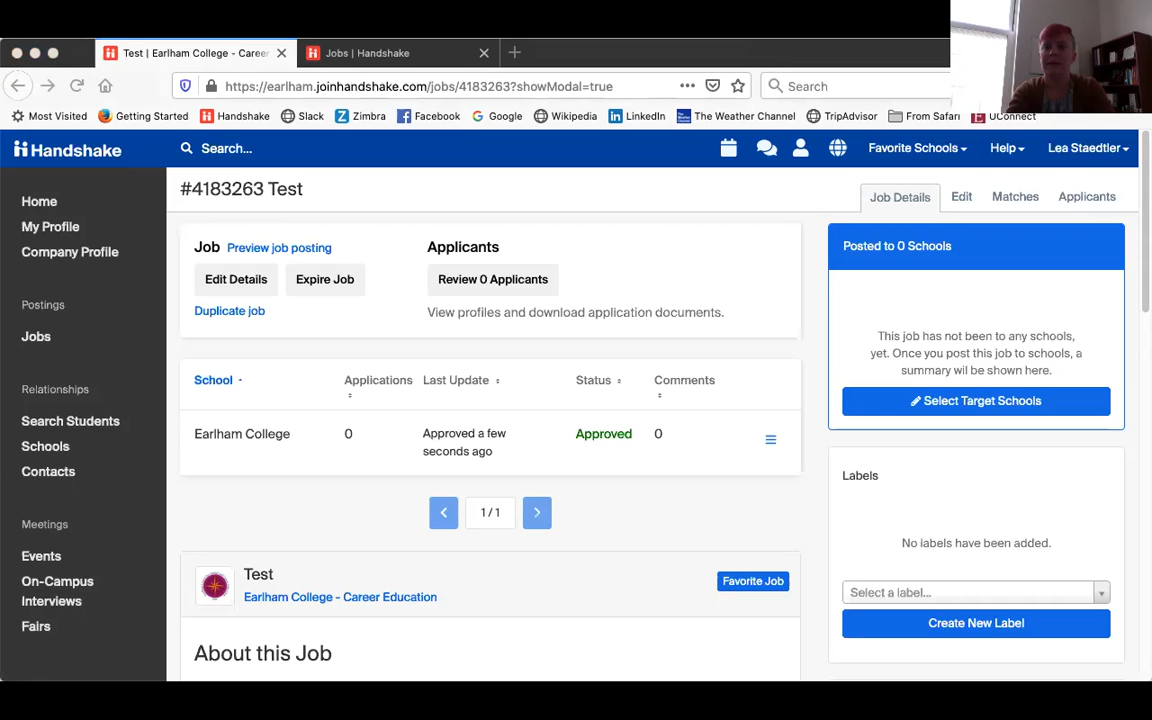 Test | Earlham College - Career
Jobs | Handshake
https://earlham.joinhandshake.com/jobs/4183263?showModal=true
Search
Most Visited
Getting Started
Handshake
Slack
Zimbra
Facebook
Google
Wikipedia
LinkedIn
The Weather Channel
TripAdvisor
From Safari
UConnect
Handshake
Search...
Favorite Schools
Help
Lea Staedtler
Home
My Profile
Company Profile
Postings
Jobs
Relationships
Search Students
Schools
Contacts
Meetings
Events
On-Campus
Interviews
Fairs
#4183263 Test
Job Details
Edit
Matches
Applicants
Job Preview job posting
Edit Details
Expire Job
Duplicate job
Applicants
Review 0 Applicants
View profiles and download application documents.
School
Applications
Last Update
Status
Comments
Earlham College
0
Approved a few
seconds ago
Approved
0
1 / 1
Test
Earlham College - Career Education
Favorite Job
About this Job
Posted to 0 Schools
This job has not been to any schools,
yet. Once you post this job to schools, a
summary wil be shown here.
Select Target Schools
Labels
No labels have been added.
Select a label...
Create New Label